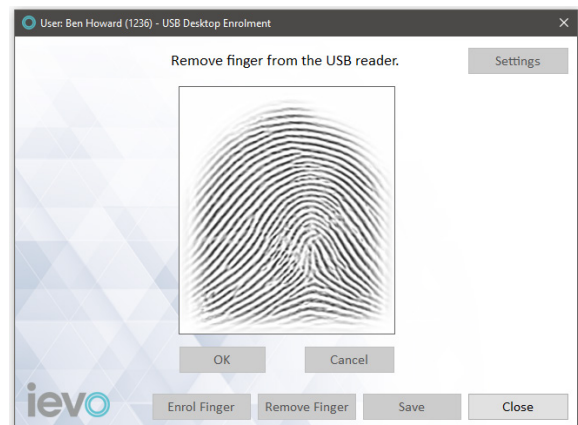 User: Ben Howard (1236) - USB Desktop Enrolment
Remove finger from the USB reader.
Settings
OK
Cancel
ievo
Enrol Finger
Remove Finger
Save
Close